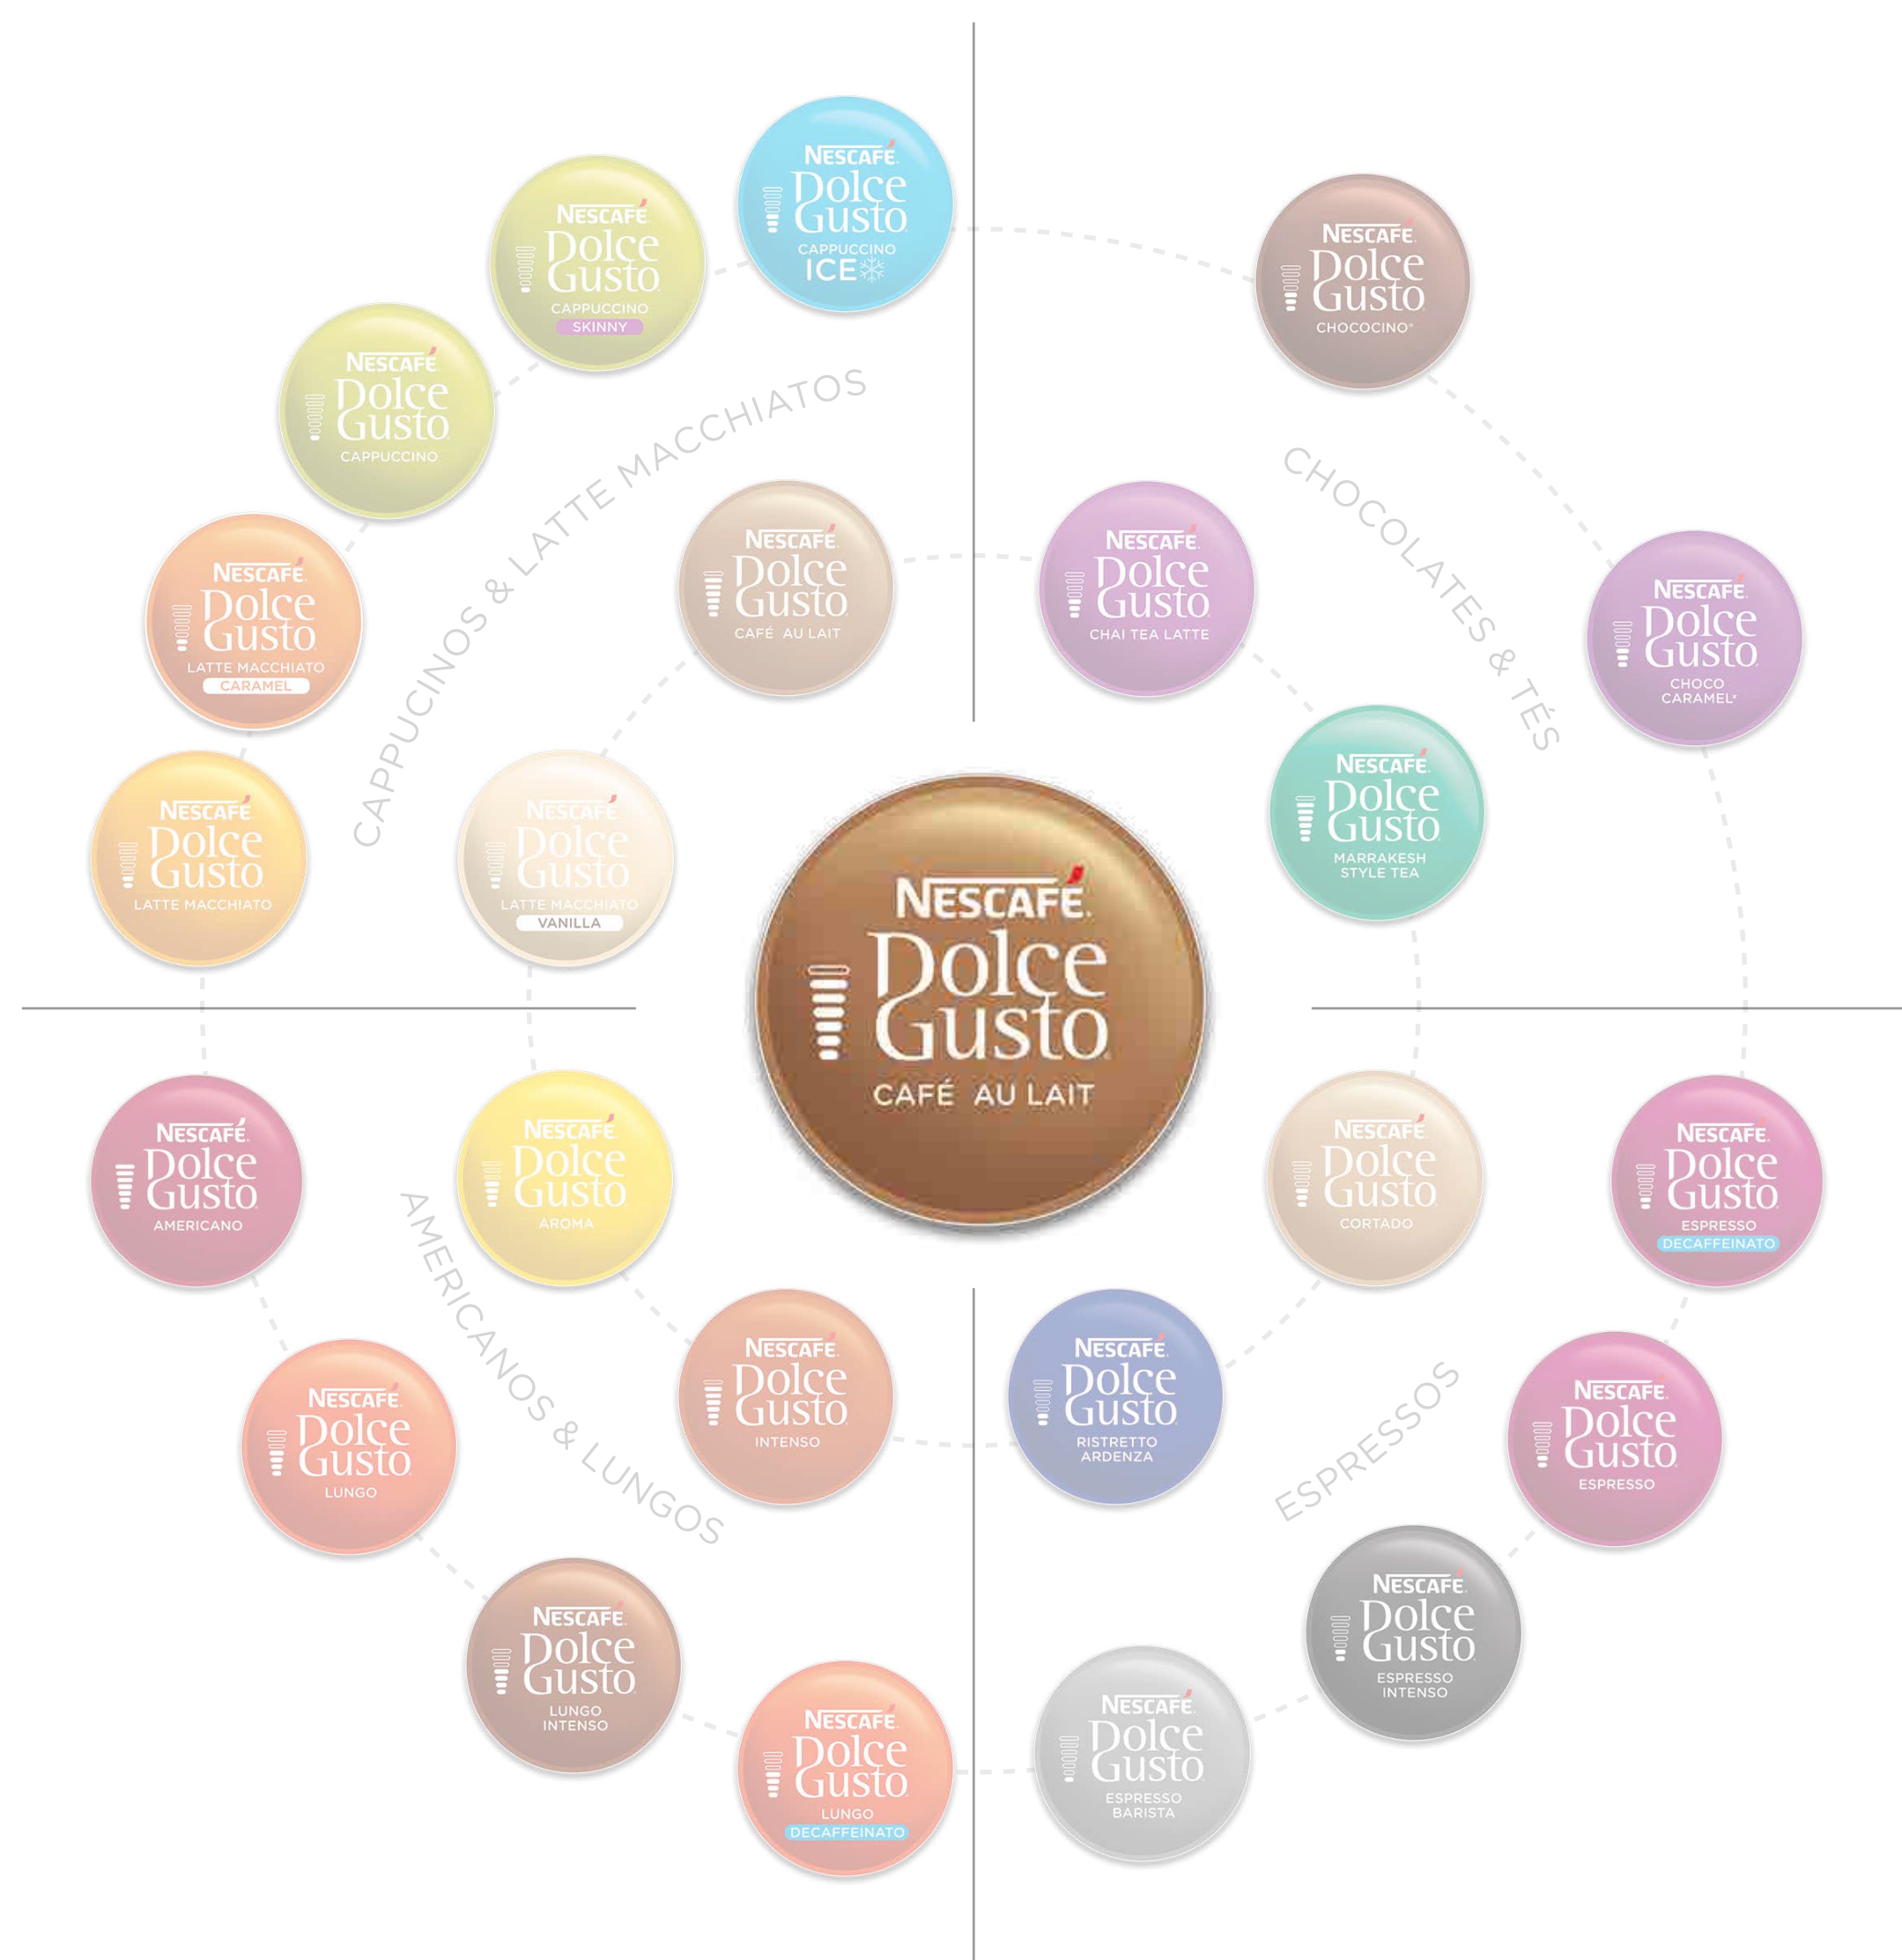 NESCAFÉ
Dolce
Gusto
CAPPUCCINO
ICE
NESCAFÉ
Dolce
Gusto
CAPPUCCINO
SKINNY
NESCAFÉ
Dolce
Gusto
CAPPUCCINO
NESCAFÉ
Dolce
Gusto
LATTE MACCHIATO
CARAMEL
NESCAFÉ
Dolce
Gusto
LATTE MACCHIATO
CAPPUCINOS & LATTE MACCHIATOS
NESCAFÉ
Dolce
Gusto
CAFÉ AU LAIT
NESCAFÉ
Dolce
Gusto
LATTE MACCHIATO
VANILLA
NESCAFÉ
Dolce
Gusto
CHOCOCINO
CHOCOLATES & TÉS
NESCAFÉ
Dolce
Gusto
CHAI TEA LATTE
NESCAFÉ
Dolce
Gusto
CHOCO
CARAMEL
NESCAFÉ
Dolce
Gusto
MARRAKESH
STYLE TEA
NESCAFÉ
Dolce
Gusto
CAFÉ AU LAIT
NESCAFÉ
Dolce
Gusto
AMERICANO
NESCAFÉ
Dolce
Gusto
AROMA
AMERICANOS & LUNGOS
NESCAFÉ
Dolce
Gusto
INTENSO
NESCAFÉ
Dolce
Gusto
LUNGO
NESCAFÉ
Dolce
Gusto
LUNGO
INTENSO
NESCAFÉ
Dolce
Gusto
LUNGO
DECAFFEINATO
NESCAFÉ
Dolce
Gusto
CORTADO
NESCAFÉ
Dolce
Gusto
ESPRESSO
DECAFFEINATO
NESCAFÉ
Dolce
Gusto
RISTRETTO
ARDENZA
ESPRESSOS
NESCAFÉ
Dolce
Gusto
ESPRESSO
NESCAFÉ
Dolce
Gusto
ESPRESSO
INTENSO
NESCAFÉ
Dolce
Gusto
ESPRESSO
BARISTA